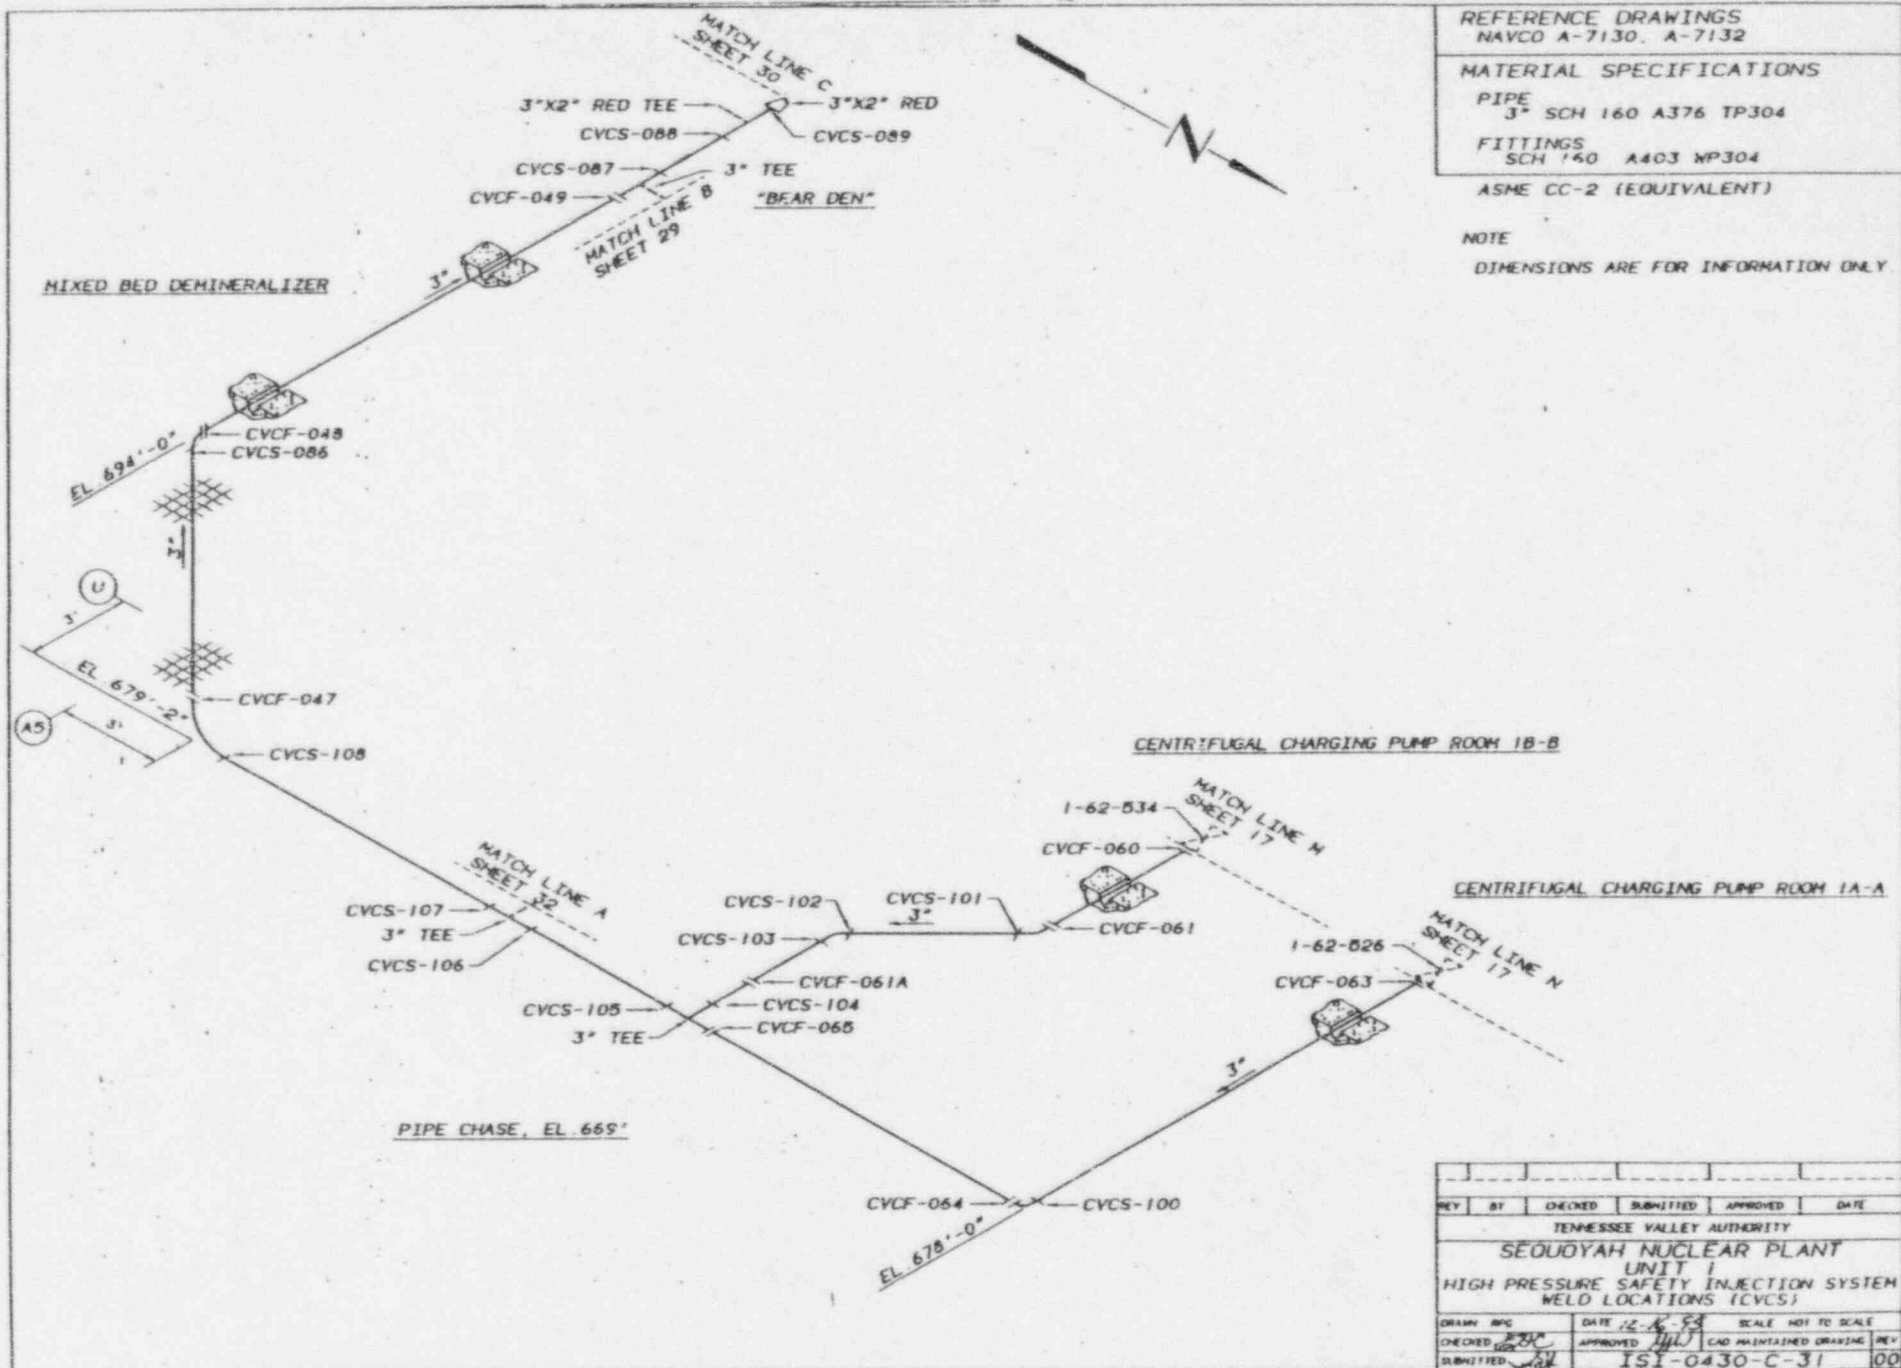 REFERENCE DRAWINGS
NAVCO A-7130, A-7132
MATERIAL SPECIFICATIONS
PIPE
3" SCH 160 A376 TP304
FITTINGS
SCH 160 A403 WP304
ASME CC-2 (EQUIVALENT)
NOTE
DIMENSIONS ARE FOR INFORMATION ONLY
MATCH LINE C
SHEET 30
3"X2" RED TEE
3"X2" RED
CVCS-088
CVCS-089
CVCS-087
3" TEE
CVCF-049
"BEAR DEN"
MATCH LINE B
SHEET 29
N
3"
MIXED BED DEMINERALIZER
CVCF-048
CVCS-086
EL 694'-0"
3"
U
3'
EL 679'-2"
CVCF-047
A5
3'
CVCS-108
CENTRIFUGAL CHARGING PUMP ROOM 1B-B
MATCH LINE M
SHEET 17
1-62-534
CVCF-060
CENTRIFUGAL CHARGING PUMP ROOM 1A-A
MATCH LINE A
SHEET 32
CVCS-107
3" TEE
CVCS-106
CVCS-102
CVCS-101
3"
CVCS-103
CVCF-061
MATCH LINE N
SHEET 17
1-62-526
CVCF-063
CVCF-061A
CVCS-105
CVCS-104
3" TEE
CVCF-065
3"
PIPE CHASE, EL 669'
CVCF-064
CVCS-100
EL 678'-0"
REV BY CHECKED SUBMITTED APPROVED DATE
TENNESSEE VALLEY AUTHORITY
SEQUOYAH NUCLEAR PLANT
UNIT 1
HIGH PRESSURE SAFETY INJECTION SYSTEM
WELD LOCATIONS (CVCS)
DRAWN RPG DATE SCALE NOT TO SCALE
CHECKED APPROVED CAD MAINTAINED DRAWING REV
SUBMITTED ISI-0430-C-31 00